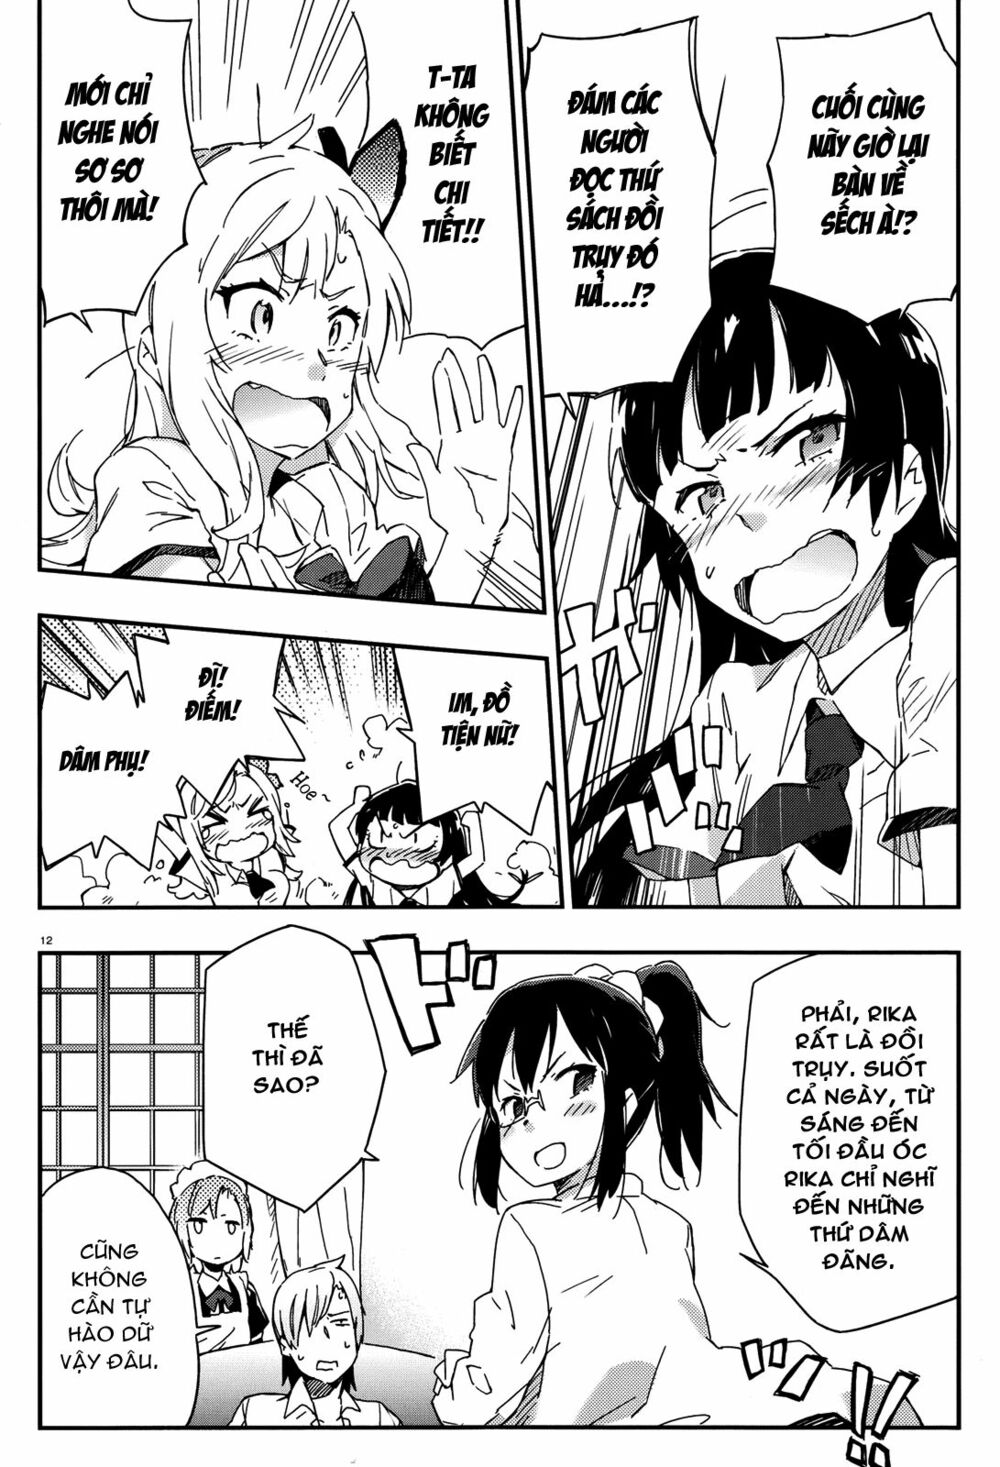 CUỐI CÙNG
NÃY GIỜ LẠI
BÀN VỀ
SẾCH À!?
ĐÁM CÁC
NGƯỜI
ĐỌC THỨ
SÁCH ĐỒI
TRỤY ĐÓ
HẢ...!?
T-TA
KHÔNG
BIẾT
CHI
TIẾT!!
MỚI CHỈ
NGHE NÓI
SƠ SƠ
THÔI MÀ!
IM, ĐỒ
TIỆN NỮ!
ĐĨ!
ĐIẾM!
DÂM PHỤ!
Hoe~
12
PHẢI, RIKA
RẤT LÀ ĐỒI
TRỤY. SUỐT
CẢ NGÀY, TỪ
SÁNG ĐẾN
TỐI ĐẦU ÓC
RIKA CHỈ NGHĨ
ĐẾN NHỮNG
THỨ DÂM
ĐÃNG.
ドド
THẾ
THÌ ĐÃ
SAO?
CŨNG
KHÔNG
CẦN TỰ
HÀO DỮ
VẬY ĐÂU.